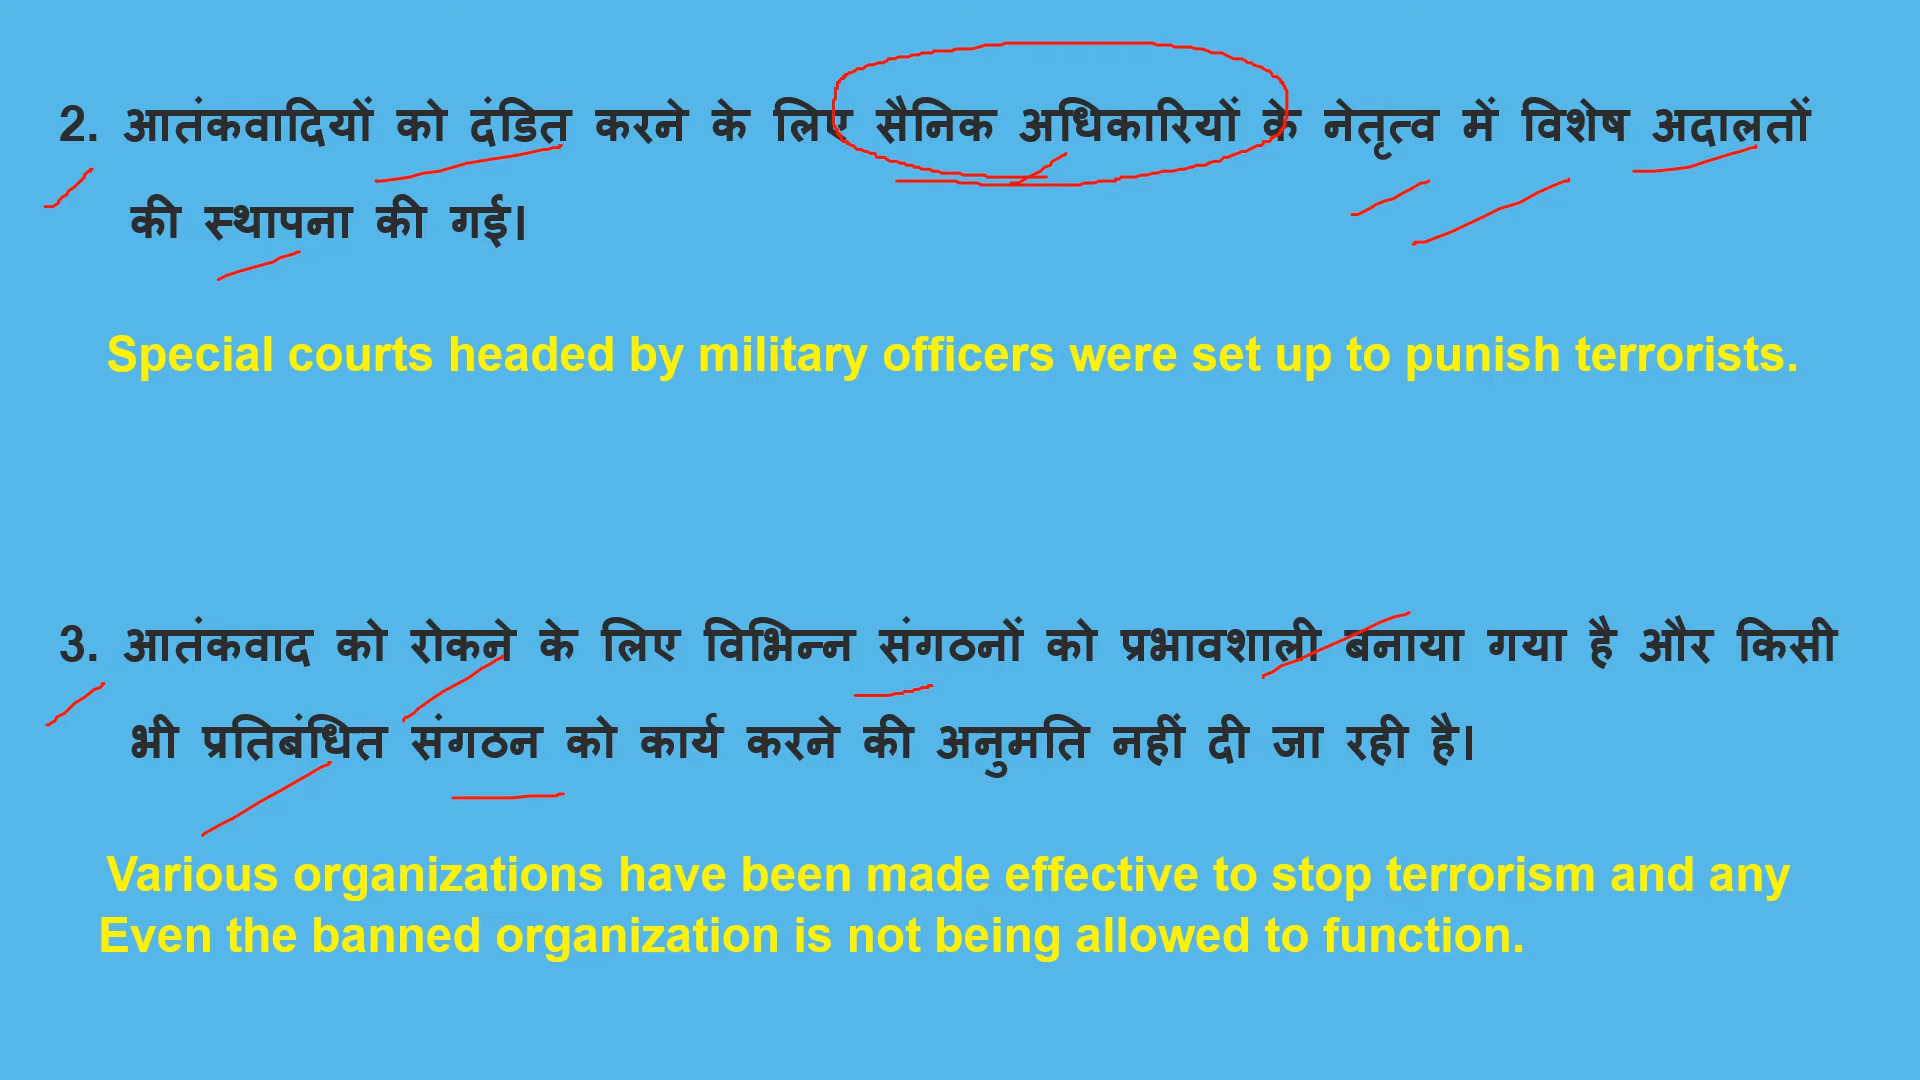 2. आतंकवादियों को दंडित करने के लिए सैनिक अधिकारियों के नेतृत्व में विशेष अदालतों
की स्थापना की गई।
Special courts headed by military officers were set up to punish terrorists.
3. आतंकवाद को रोकने के लिए विभिन्न संगठनों को प्रभावशाली बनाया गया है और किसी
भी प्रतिबंधित संगठन को कार्य करने की अनुमति नहीं दी जा रही है।
Various organizations have been made effective to stop terrorism and any
Even the banned organization is not being allowed to function.